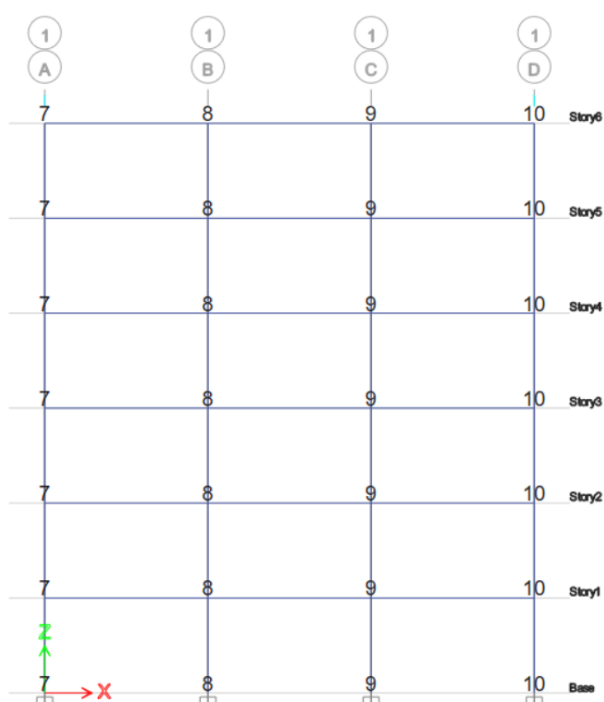 1 1 1 1
A B C D
7 8 9 10 Story6
7 8 9 10 Story5
7 8 9 10 Story4
7 8 9 10 Story3
7 8 9 10 Story2
7 8 9 10 Story1
Z
7 X 8 9 10 Base